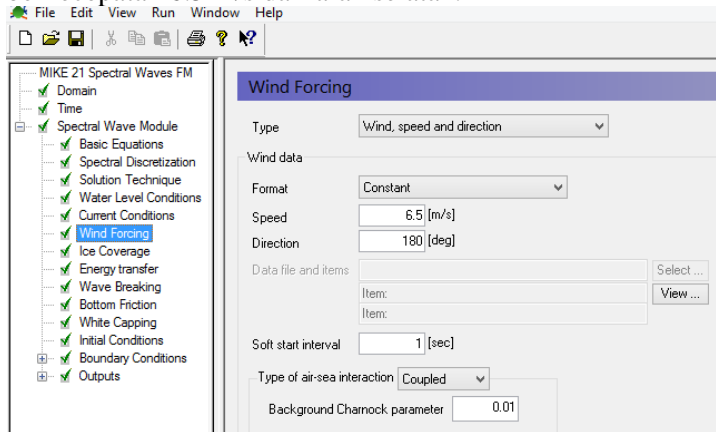 File Edit View Run Window Help
MIKE 21 Spectral Waves FM
Domain
Time
Spectral Wave Module
Basic Equations
Spectral Discretization
Solution Technique
Water Level Conditions
Current Conditions
Wind Forcing
Ice Coverage
Energy transfer
Wave Breaking
Bottom Friction
White Capping
Initial Conditions
Boundary Conditions
Outputs
Wind Forcing
Type Wind, speed and direction
Wind data
Format Constant
Speed 6.5 [m/s]
Direction 180 [deg]
Data file and items Select ...
Item: View ...
Item:
Soft start interval 1 [sec]
Type of air-sea interaction Coupled
Background Charnock parameter 0.01